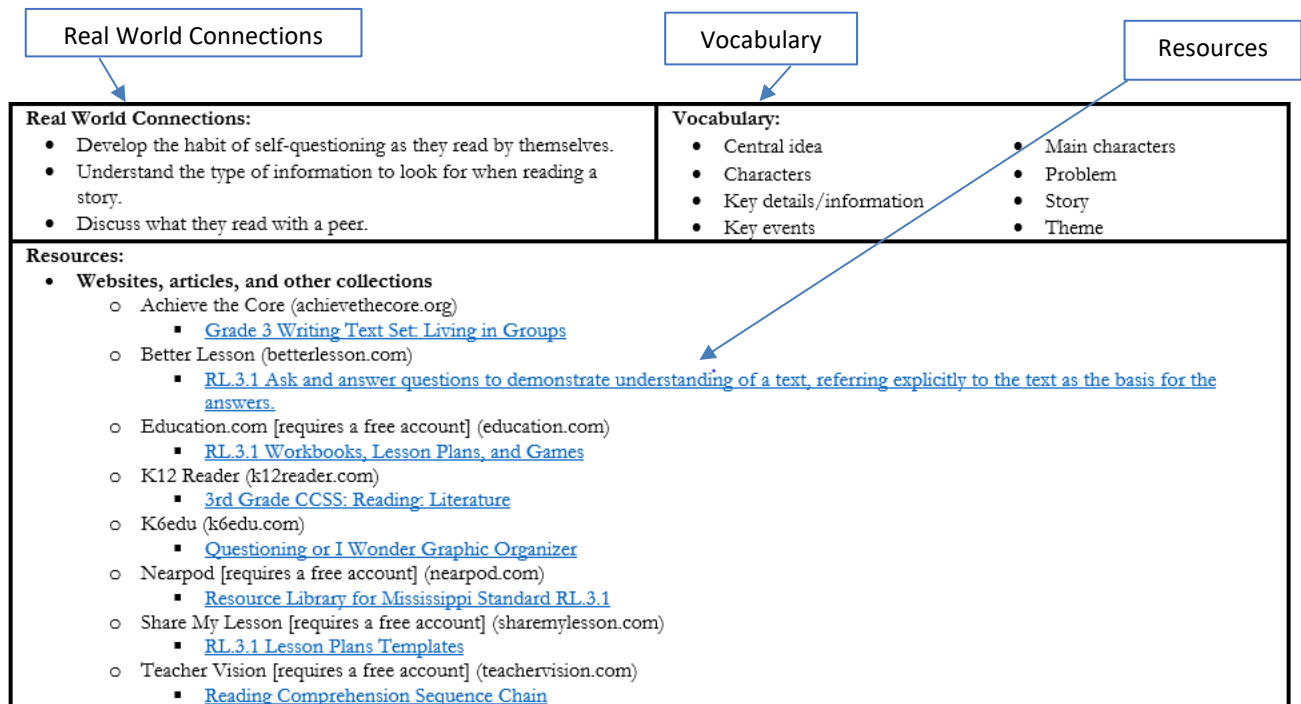 Real World Connections
Vocabulary
Resources
Real World Connections:
• Develop the habit of self-questioning as they read by themselves.
• Understand the type of information to look for when reading a
story.
• Discuss what they read with a peer.
Vocabulary:
• Central idea
• Characters
• Key details/information
• Key events
• Main characters
• Problem
• Story
• Theme
Resources:
• Websites, articles, and other collections
o Achieve the Core (achievethecore.org)
▪ Grade 3 Writing Text Set: Living in Groups
o Better Lesson (betterlesson.com)
▪ RL.3.1 Ask and answer questions to demonstrate understanding of a text, referring explicitly to the text as the basis for the
answers.
o Education.com [requires a free account] (education.com)
▪ RL.3.1 Workbooks, Lesson Plans, and Games
o K12 Reader (k12reader.com)
▪ 3rd Grade CCSS: Reading: Literature
o K6edu (k6edu.com)
▪ Questioning or I Wonder Graphic Organizer
o Nearpod [requires a free account] (nearpod.com)
▪ Resource Library for Mississippi Standard RL.3.1
o Share My Lesson [requires a free account] (sharemylesson.com)
▪ RL.3.1 Lesson Plans Templates
o Teacher Vision [requires a free account] (teachervision.com)
▪ Reading Comprehension Sequence Chain